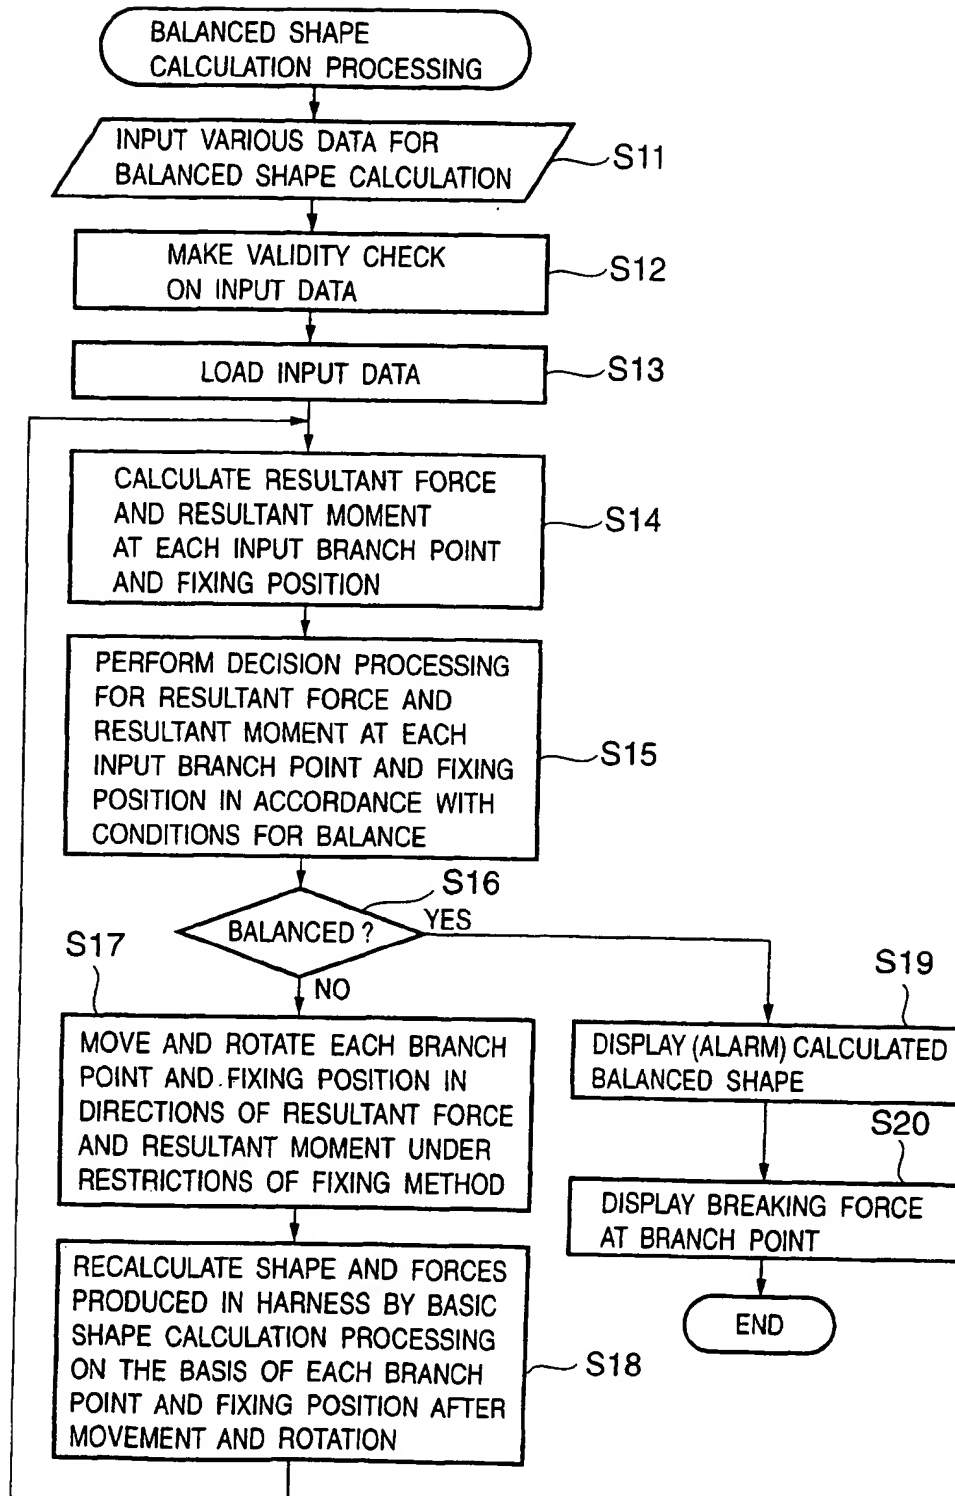 BALANCED SHAPE
CALCULATION PROCESSING
INPUT VARIOUS DATA FOR
BALANCED SHAPE CALCULATION
S11
MAKE VALIDITY CHECK
ON INPUT DATA
S12
LOAD INPUT DATA
S13
CALCULATE RESULTANT FORCE
AND RESULTANT MOMENT
AT EACH INPUT BRANCH POINT
AND FIXING POSITION
S14
PERFORM DECISION PROCESSING
FOR RESULTANT FORCE AND
RESULTANT MOMENT AT EACH
INPUT BRANCH POINT AND FIXING
POSITION IN ACCORDANCE WITH
CONDITIONS FOR BALANCE
S15
S16
BALANCED ?
YES
NO
S17
MOVE AND ROTATE EACH BRANCH
POINT AND FIXING POSITION IN
DIRECTIONS OF RESULTANT FORCE
AND RESULTANT MOMENT UNDER
RESTRICTIONS OF FIXING METHOD
S19
DISPLAY (ALARM) CALCULATED
BALANCED SHAPE
S20
DISPLAY BREAKING FORCE
AT BRANCH POINT
END
RECALCULATE SHAPE AND FORCES
PRODUCED IN HARNESS BY BASIC
SHAPE CALCULATION PROCESSING
ON THE BASIS OF EACH BRANCH
POINT AND FIXING POSITION AFTER
MOVEMENT AND ROTATION
S18